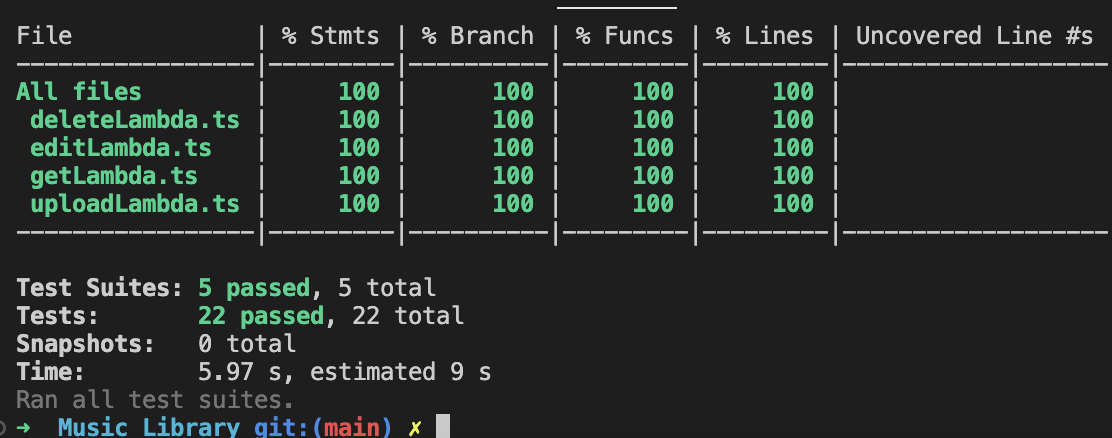 File             | % Stmts | % Branch | % Funcs | % Lines | Uncovered Line #s
-----------------|---------|----------|---------|---------|-------------------
All files        |     100 |      100 |     100 |     100 |
 deleteLambda.ts |     100 |      100 |     100 |     100 |
 editLambda.ts   |     100 |      100 |     100 |     100 |
 getLambda.ts    |     100 |      100 |     100 |     100 |
 uploadLambda.ts |     100 |      100 |     100 |     100 |
-----------------|---------|----------|---------|---------|-------------------
Test Suites: 5 passed, 5 total
Tests:       22 passed, 22 total
Snapshots:   0 total
Time:        5.97 s, estimated 9 s
Ran all test suites.
➜  Music Library git:(main) ✗